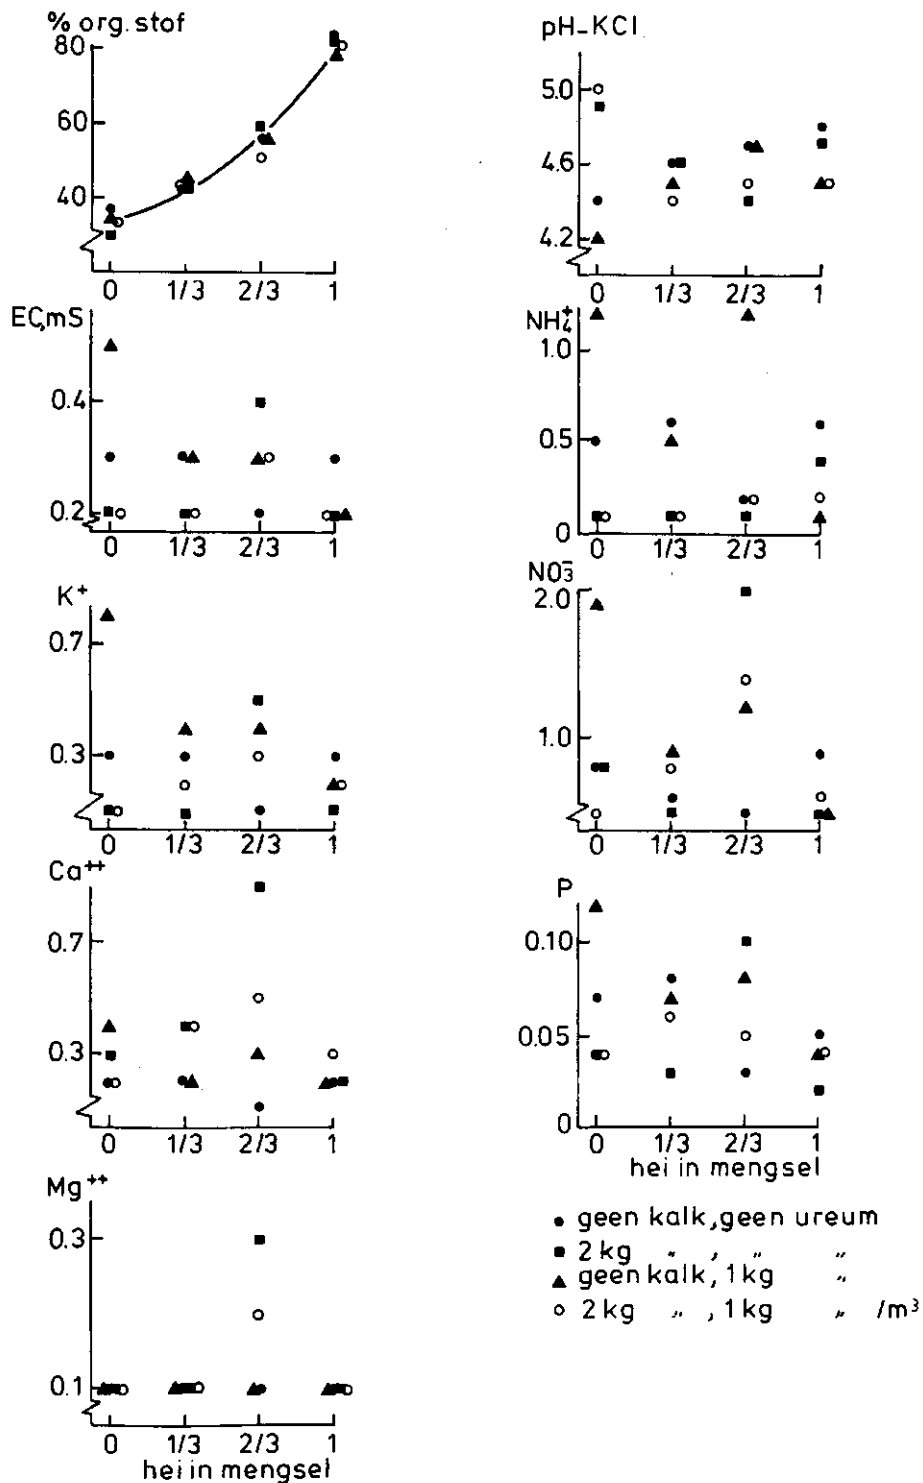 % org. stof
80
60
40
0 1/3 2/3 1
pH-KCl
5.0
4.6
4.2
0 1/3 2/3 1
EC,mS
0.4
0.2
0 1/3 2/3 1
NH₄⁺
1.0
0.5
0
0 1/3 2/3 1
K⁺
0.7
0.3
0 1/3 2/3 1
NO₃⁻
2.0
1.0
0 1/3 2/3 1
Ca⁺⁺
0.7
0.3
0 1/3 2/3 1
P
0.10
0.05
0
0 1/3 2/3 1
hei in mengsel
Mg⁺⁺
0.3
0.1
0 1/3 2/3 1
hei in mengsel
● geen kalk, geen ureum
■ 2 kg „ , „ „
▲ geen kalk, 1 kg „
○ 2 kg „ , 1 kg „ /m³